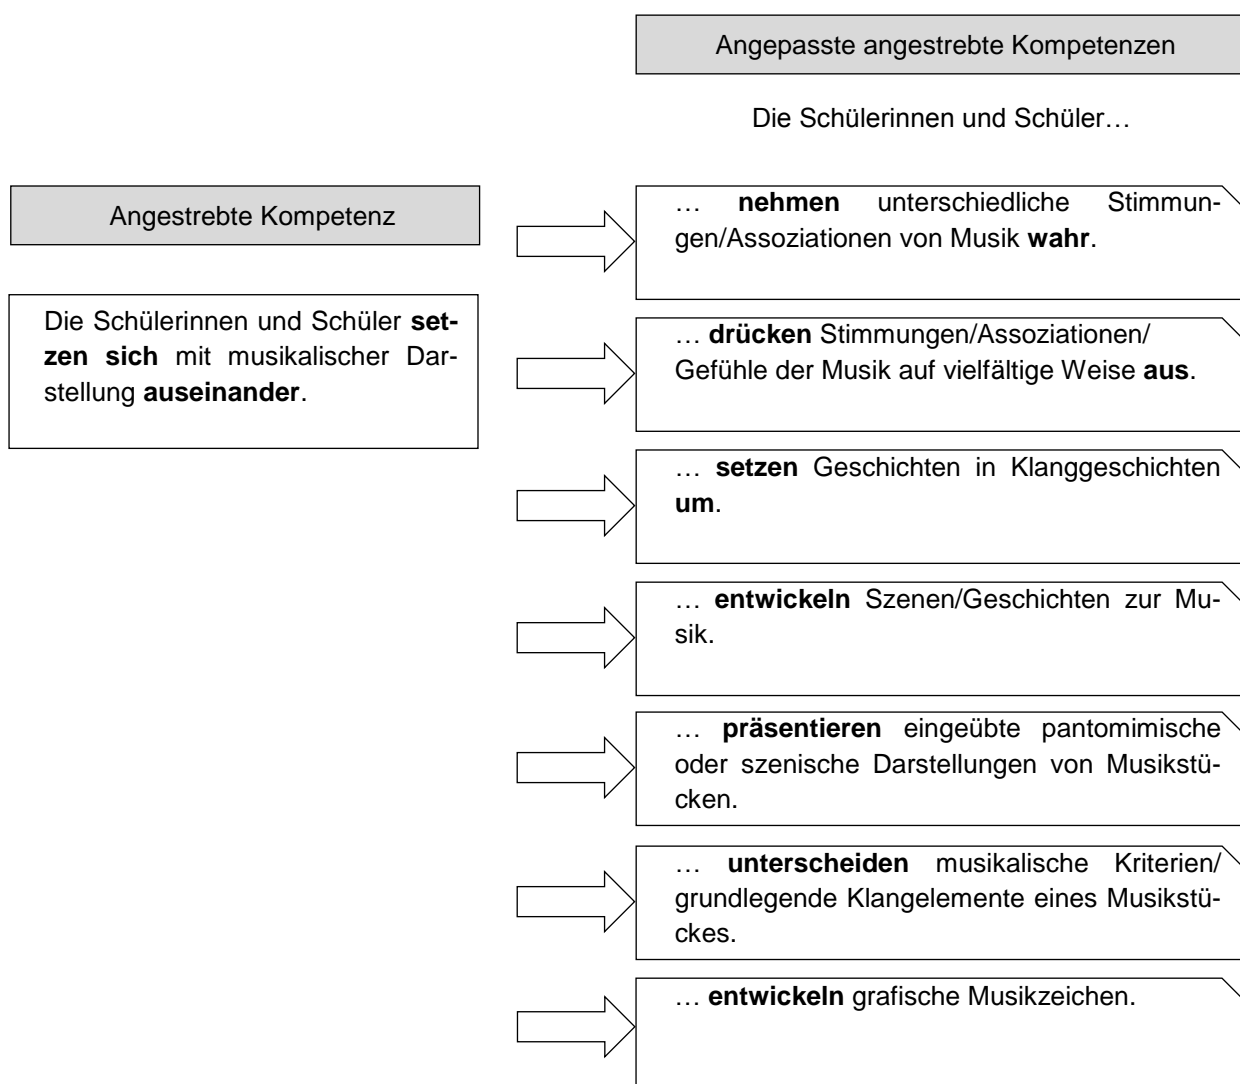 Angepasste angestrebte Kompetenzen
Die Schülerinnen und Schüler…
Angestrebte Kompetenz
Die Schülerinnen und Schüler set-
zen sich mit musikalischer Dar-
stellung auseinander.
… nehmen unterschiedliche Stimmun-
gen/Assoziationen von Musik wahr.
… drücken Stimmungen/Assoziationen/
Gefühle der Musik auf vielfältige Weise aus.
… setzen Geschichten in Klanggeschichten
um.
… entwickeln Szenen/Geschichten zur Mu-
sik.
… präsentieren eingeübte pantomimische
oder szenische Darstellungen von Musikstü-
cken.
… unterscheiden musikalische Kriterien/
grundlegende Klangelemente eines Musikstü-
ckes.
… entwickeln grafische Musikzeichen.